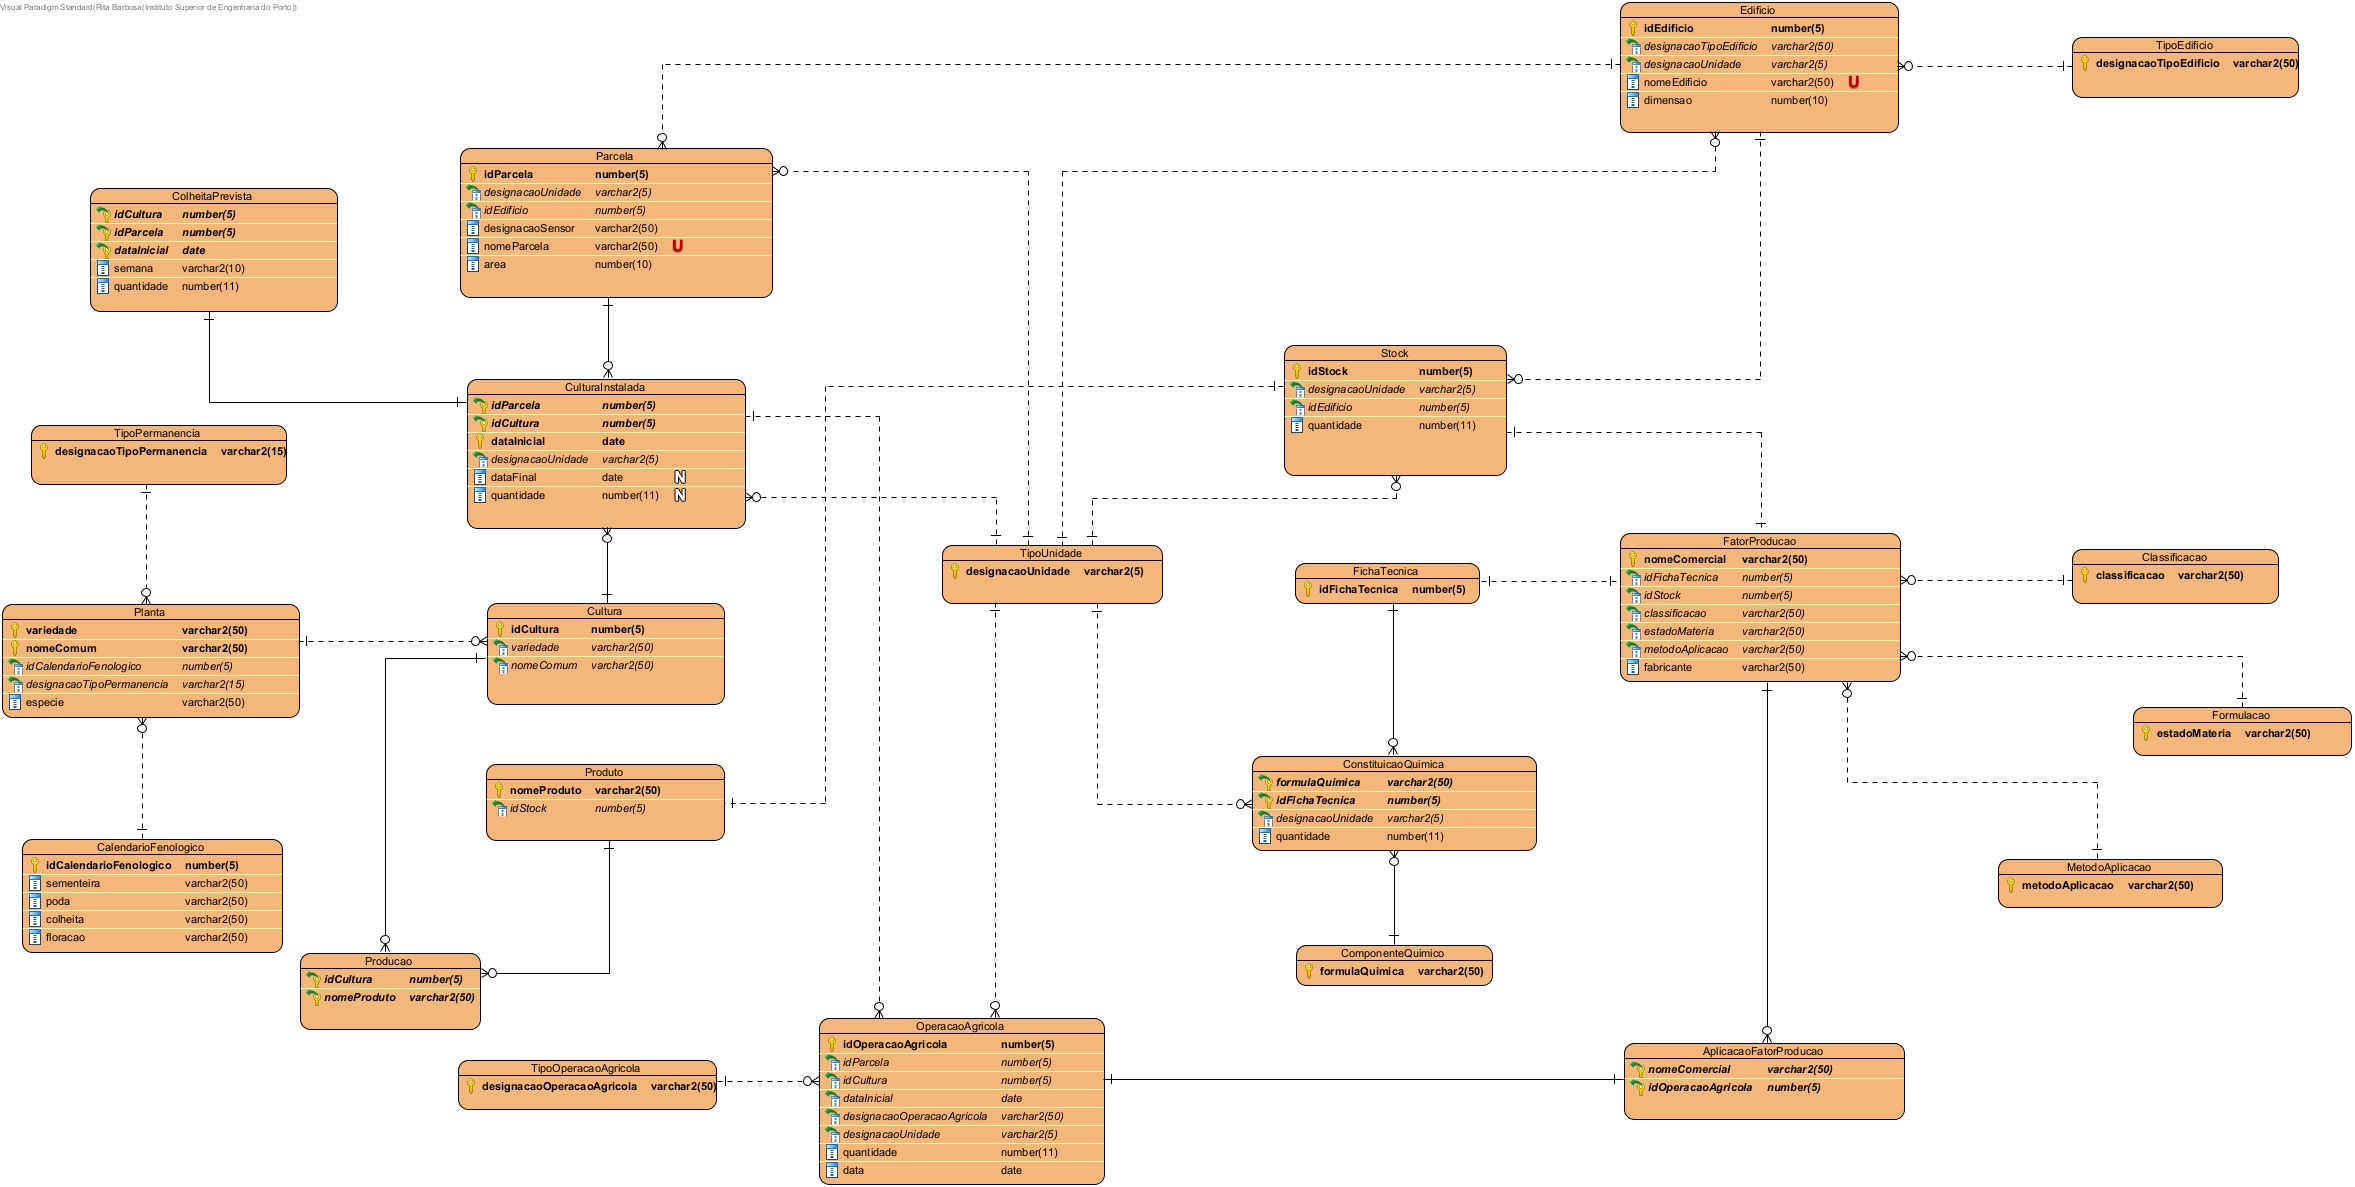 Visual Paradigm Standard(Rita Barbosa(Instituto Superior de Engenharia do Porto))
Edificio
idEdificio number(5)
designacaoTipoEdificio varchar2(50)
designacaoUnidade varchar2(5)
nomeEdificio varchar2(50) U
dimensao number(10)
TipoEdificio
designacaoTipoEdificio varchar2(50)
Parcela
idParcela number(5)
designacaoUnidade varchar2(5)
idEdificio number(5)
designacaoSensor varchar2(50)
nomeParcela varchar2(50) U
area number(10)
ColheitaPrevista
idCultura number(5)
idParcela number(5)
dataInicial date
semana varchar2(10)
quantidade number(11)
Stock
idStock number(5)
designacaoUnidade varchar2(5)
idEdificio number(5)
quantidade number(11)
CulturaInstalada
idParcela number(5)
idCultura number(5)
dataInicial date
designacaoUnidade varchar2(5)
dataFinal date N
quantidade number(11) N
TipoPermanencia
designacaoTipoPermanencia varchar2(15)
TipoUnidade
designacaoUnidade varchar2(5)
FichaTecnica
idFichaTecnica number(5)
FatorProducao
nomeComercial varchar2(50)
idFichaTecnica number(5)
idStock number(5)
classificacao varchar2(50)
estadoMateria varchar2(50)
metodoAplicacao varchar2(50)
fabricante varchar2(50)
Classificacao
classificacao varchar2(50)
Planta
variedade varchar2(50)
nomeComum varchar2(50)
idCalendarioFenologico number(5)
designacaoTipoPermanencia varchar2(15)
especie varchar2(50)
Cultura
idCultura number(5)
variedade varchar2(50)
nomeComum varchar2(50)
Formulacao
estadoMateria varchar2(50)
Produto
nomeProduto varchar2(50)
idStock number(5)
ConstituicaoQuimica
formulaQuimica varchar2(50)
idFichaTecnica number(5)
designacaoUnidade varchar2(5)
quantidade number(11)
CalendarioFenologico
idCalendarioFenologico number(5)
sementeira varchar2(50)
poda varchar2(50)
colheita varchar2(50)
floracao varchar2(50)
MetodoAplicacao
metodoAplicacao varchar2(50)
Producao
idCultura number(5)
nomeProduto varchar2(50)
ComponenteQuimico
formulaQuimica varchar2(50)
OperacaoAgricola
idOperacaoAgricola number(5)
idParcela number(5)
idCultura number(5)
dataInicial date
designacaoOperacaoAgricola varchar2(50)
designacaoUnidade varchar2(5)
quantidade number(11)
data date
TipoOperacaoAgricola
designacaoOperacaoAgricola varchar2(50)
AplicacaoFatorProducao
nomeComercial varchar2(50)
idOperacaoAgricola number(5)